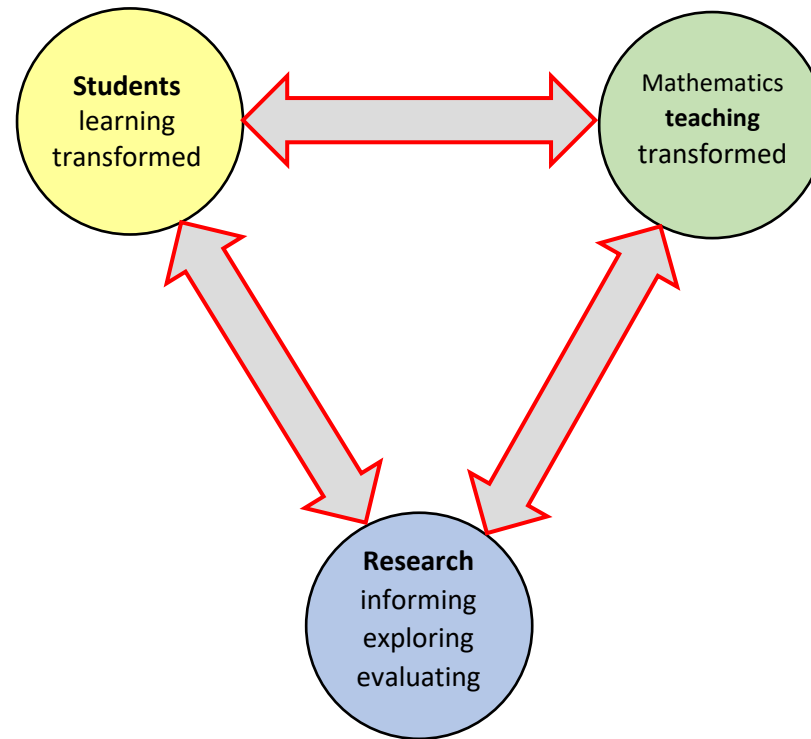 Students
learning
transformed
Mathematics
teaching
transformed
Research
informing
exploring
evaluating